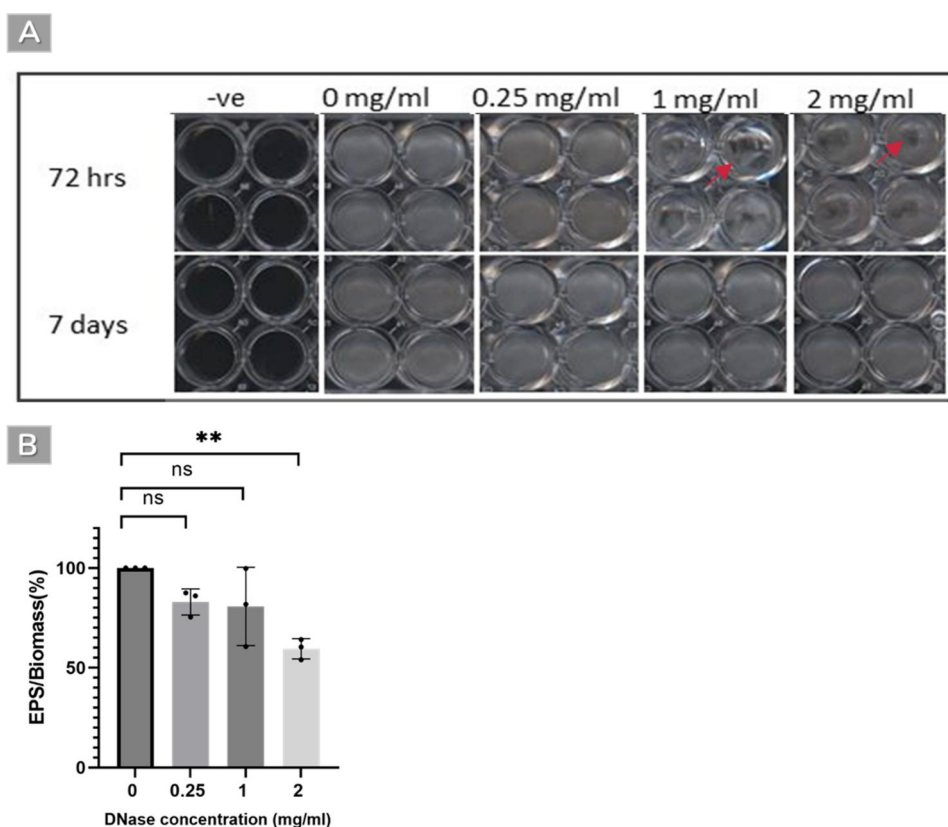 A
-ve 0 mg/ml 0.25 mg/ml 1 mg/ml 2 mg/ml
72 hrs
7 days
B
**
ns
ns
EPS/Biomass(%)
100
50
0
0 0.25 1 2
DNase concentration (mg/ml)